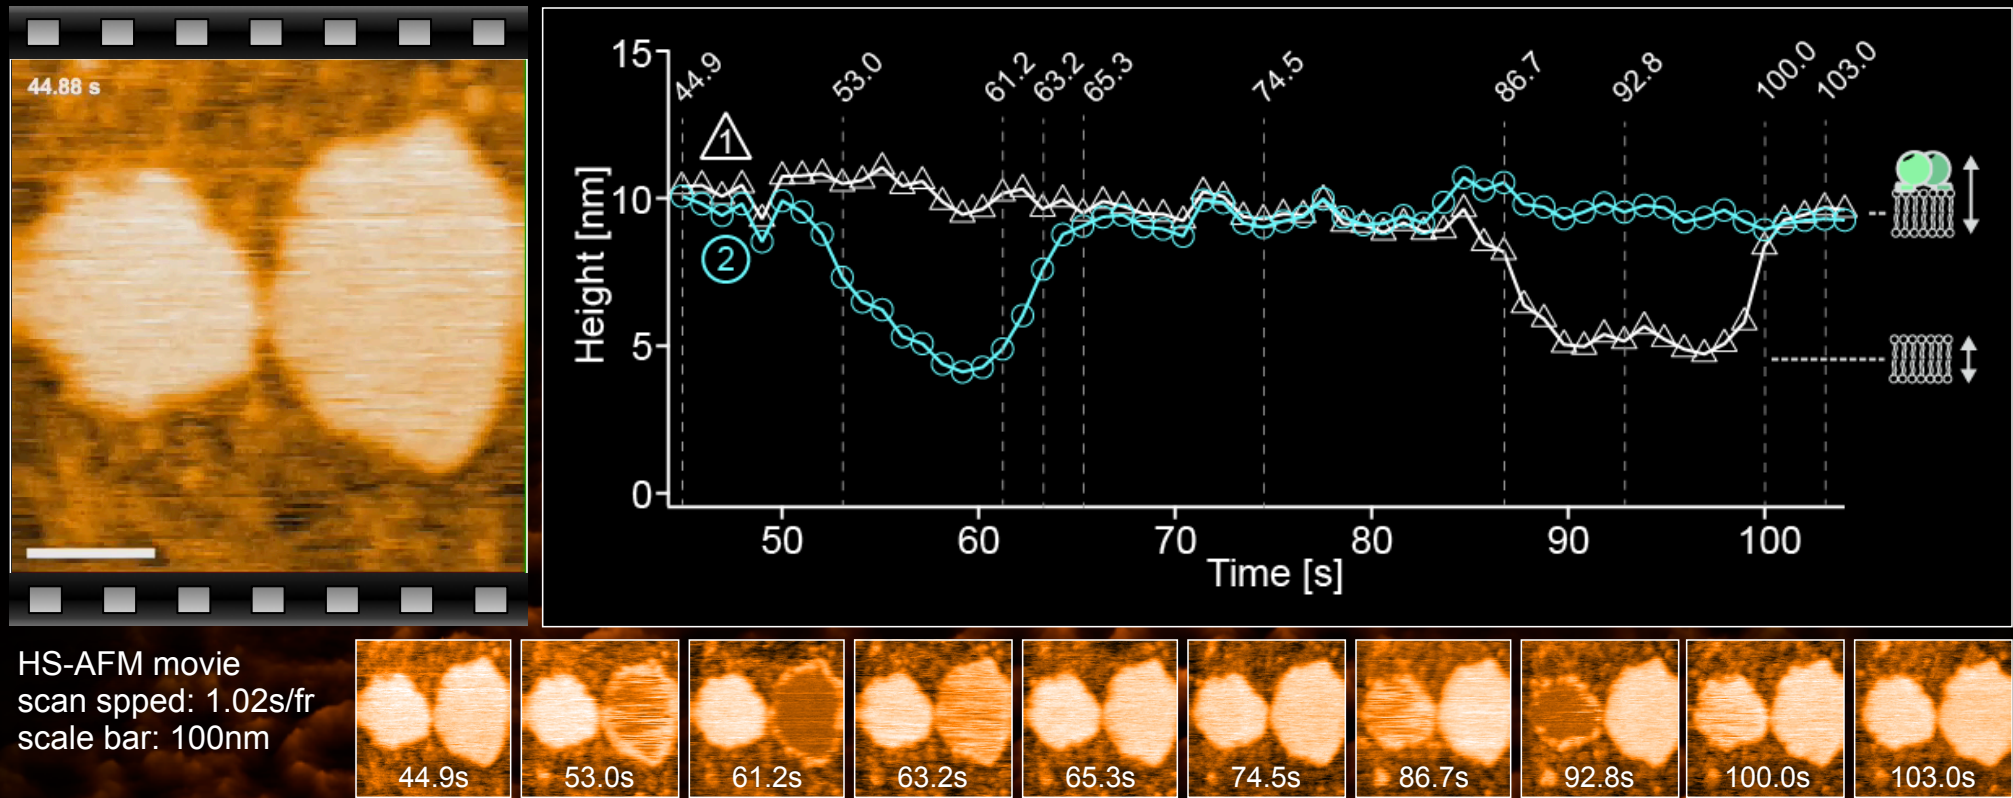 44.88 s
15
10
5
0
Height [nm]
44.9
53.0
61.2
63.2
65.3
74.5
86.7
92.8
100.0
103.0
1
2
50
60
70
80
90
100
Time [s]
HS-AFM movie
scan spped: 1.02s/fr
scale bar: 100nm
44.9s
53.0s
61.2s
63.2s
65.3s
74.5s
86.7s
92.8s
100.0s
103.0s